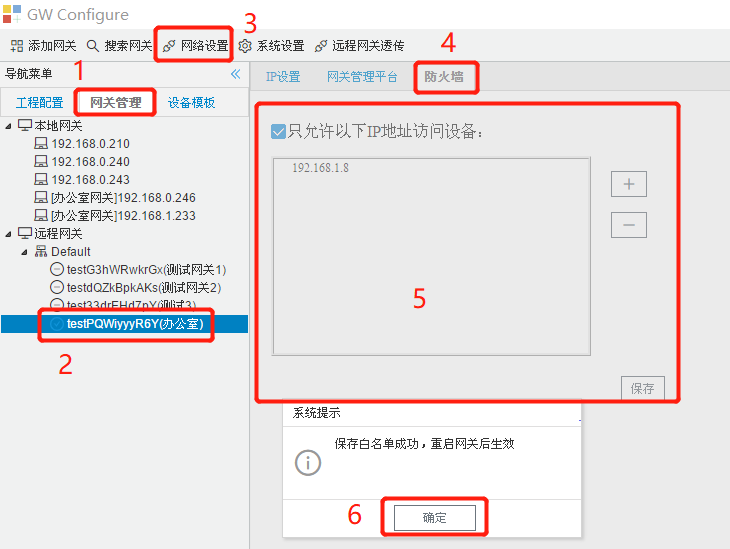 GW Configure
3
添加网关 搜索网关 网络设置 系统设置 远程网关透传
1
4
导航菜单
IP设置 网关管理平台 防火墙
工程配置 网关管理 设备模板
本地网关
192.168.0.210
192.168.0.240
192.168.0.243
[办公室网关]192.168.0.246
[办公室网关]192.168.1.233
远程网关
Default
testG3hWRwkrGx(测试网关1)
testdQZkBpkAKs(测试网关2)
test33drEHd7pY(测试3)
testPQWiyyyR6Y(办公室)
2
只允许以下IP地址访问设备：
192.168.1.8
+
−
5
保存
系统提示
保存白名单成功，重启网关后生效
6
确定